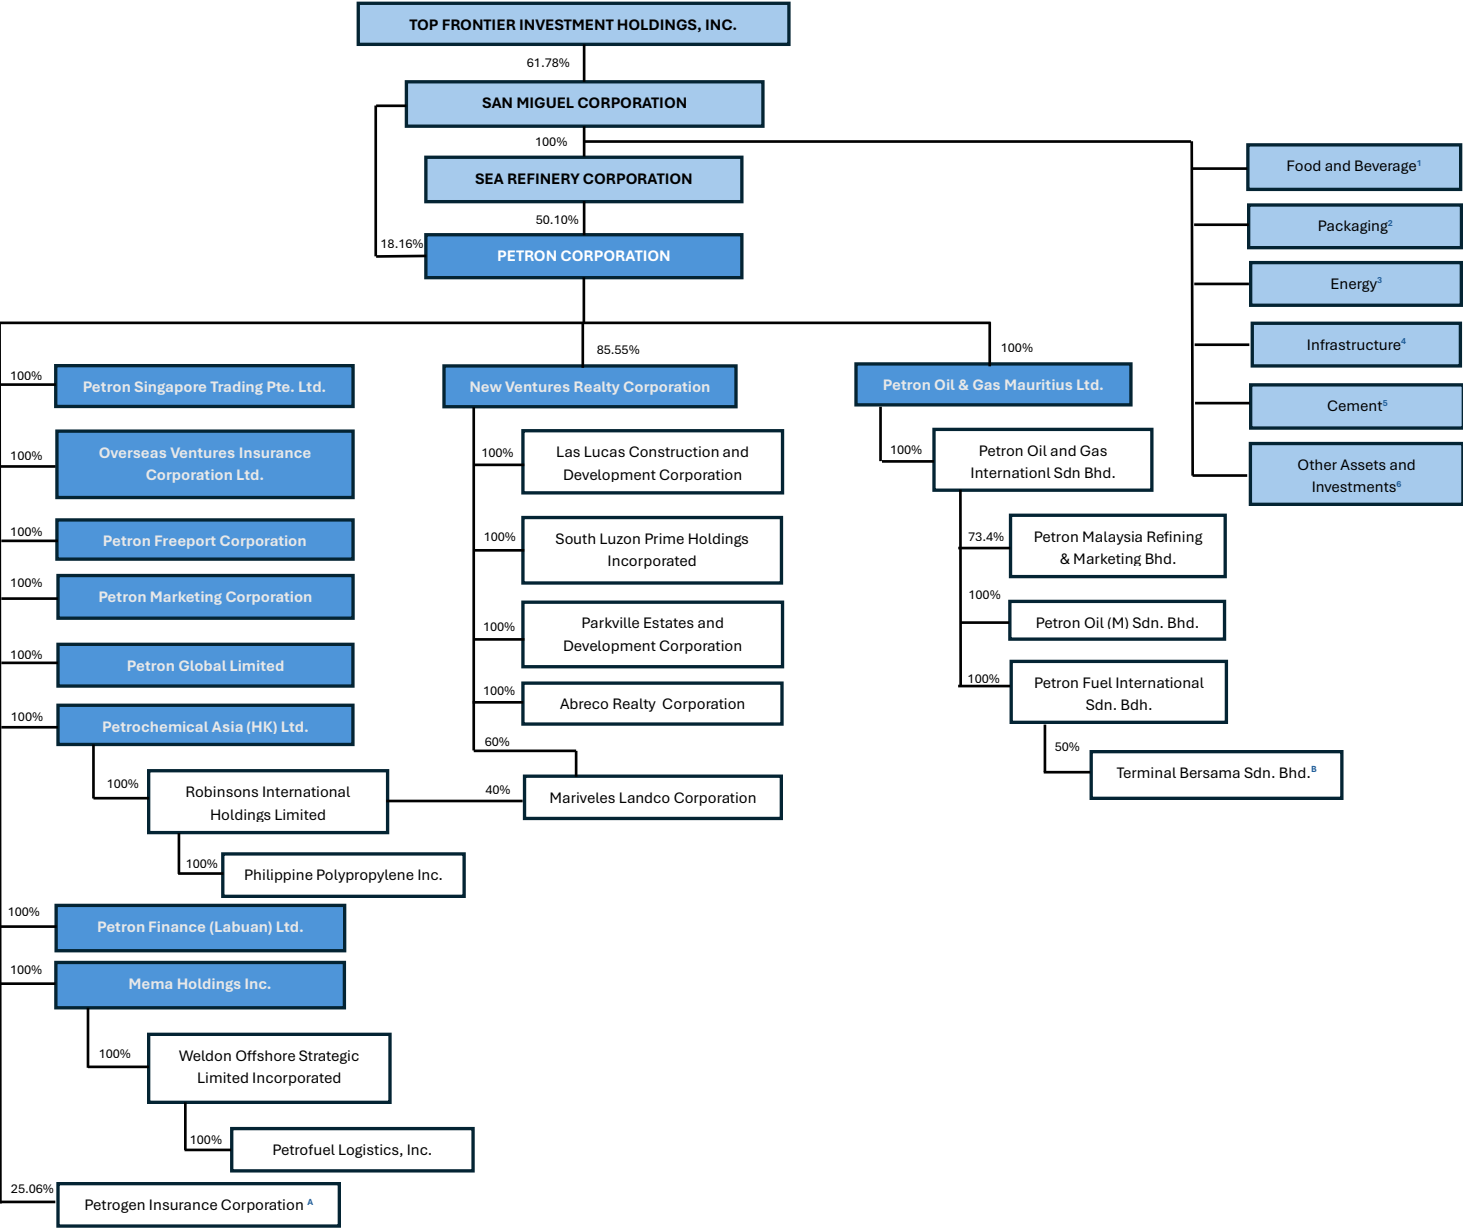 TOP FRONTIER INVESTMENT HOLDINGS, INC.
61.78%
SAN MIGUEL CORPORATION
100%
SEA REFINERY CORPORATION
50.10%
18.16%
PETRON CORPORATION
Food and Beverage¹
Packaging²
Energy³
Infrastructure⁴
Cement⁵
Other Assets and
Investments⁶
100%
Petron Singapore Trading Pte. Ltd.
100%
Overseas Ventures Insurance
Corporation Ltd.
100%
Petron Freeport Corporation
100%
Petron Marketing Corporation
100%
Petron Global Limited
100%
Petrochemical Asia (HK) Ltd.
100%
Robinsons International
Holdings Limited
40%
100%
Philippine Polypropylene Inc.
100%
Petron Finance (Labuan) Ltd.
100%
Mema Holdings Inc.
100%
Weldon Offshore Strategic
Limited Incorporated
100%
Petrofuel Logistics, Inc.
25.06%
Petrogen Insurance Corporation ᴬ
85.55%
New Ventures Realty Corporation
100%
Las Lucas Construction and
Development Corporation
100%
South Luzon Prime Holdings
Incorporated
100%
Parkville Estates and
Development Corporation
100%
Abreco Realty Corporation
60%
Mariveles Landco Corporation
100%
Petron Oil & Gas Mauritius Ltd.
100%
Petron Oil and Gas
Internationl Sdn Bhd.
73.4%
Petron Malaysia Refining
& Marketing Bhd.
100%
Petron Oil (M) Sdn. Bhd.
100%
Petron Fuel International
Sdn. Bdh.
50%
Terminal Bersama Sdn. Bhd.ᴮ